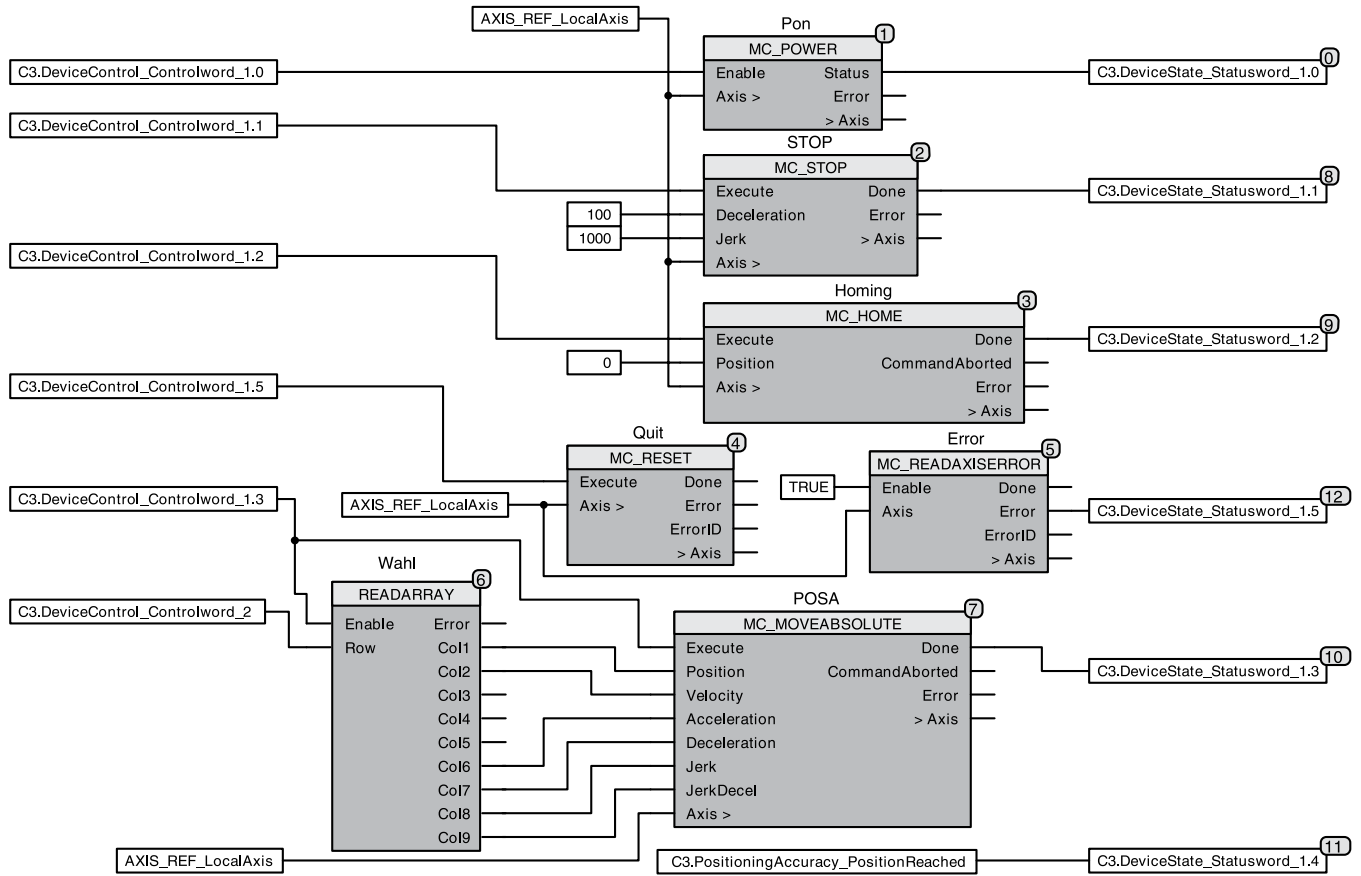 AXIS_REF_LocalAxis
Pon
1
MC_POWER
0
C3.DeviceControl_Controlword_1.0
Enable Status
C3.DeviceState_Statusword_1.0
Axis > Error
> Axis
C3.DeviceControl_Controlword_1.1
STOP
2
MC_STOP
8
Execute Done
C3.DeviceState_Statusword_1.1
100
Deceleration Error
1000
Jerk > Axis
Axis >
C3.DeviceControl_Controlword_1.2
Homing
3
MC_HOME
9
Execute Done
C3.DeviceState_Statusword_1.2
0
Position CommandAborted
Axis > Error
> Axis
C3.DeviceControl_Controlword_1.5
Quit
4
MC_RESET
Execute Done
Axis > Error
ErrorID
> Axis
Error
5
MC_READAXISERROR
TRUE
Enable Done
Axis Error
ErrorID
> Axis
12
C3.DeviceState_Statusword_1.5
C3.DeviceControl_Controlword_1.3
AXIS_REF_LocalAxis
Wahl
6
READARRAY
C3.DeviceControl_Controlword_2
Enable Error
Row Col1
Col2
Col3
Col4
Col5
Col6
Col7
Col8
Col9
POSA
7
MC_MOVEABSOLUTE
Execute Done
Position CommandAborted
Velocity Error
Acceleration > Axis
Deceleration
Jerk
JerkDecel
Axis >
10
C3.DeviceState_Statusword_1.3
AXIS_REF_LocalAxis
C3.PositioningAccuracy_PositionReached
11
C3.DeviceState_Statusword_1.4